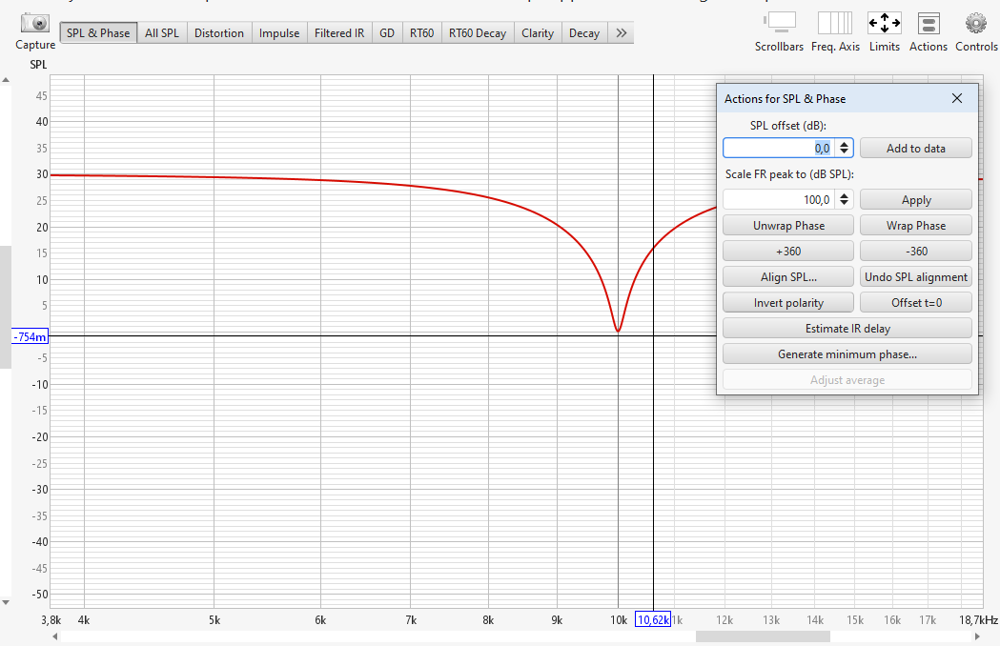 SPL & Phase
All SPL
Distortion
Impulse
Filtered IR
GD
RT60
RT60 Decay
Clarity
Decay
Capture
Scrollbars
Freq. Axis
Limits
Actions
Controls
SPL
45
40
35
30
25
20
15
10
5
-754m
-5
-10
-15
-20
-25
-30
-35
-40
-45
-50
3,8k 4k 5k 6k 7k 8k 9k 10k 10,62k 11k 12k 13k 14k 15k 16k 17k 18,7kHz
Actions for SPL & Phase
SPL offset (dB):
0,0 Add to data
Scale FR peak to (dB SPL):
100,0 Apply
Unwrap Phase Wrap Phase
+360 -360
Align SPL... Undo SPL alignment
Invert polarity Offset t=0
Estimate IR delay
Generate minimum phase...
Adjust average